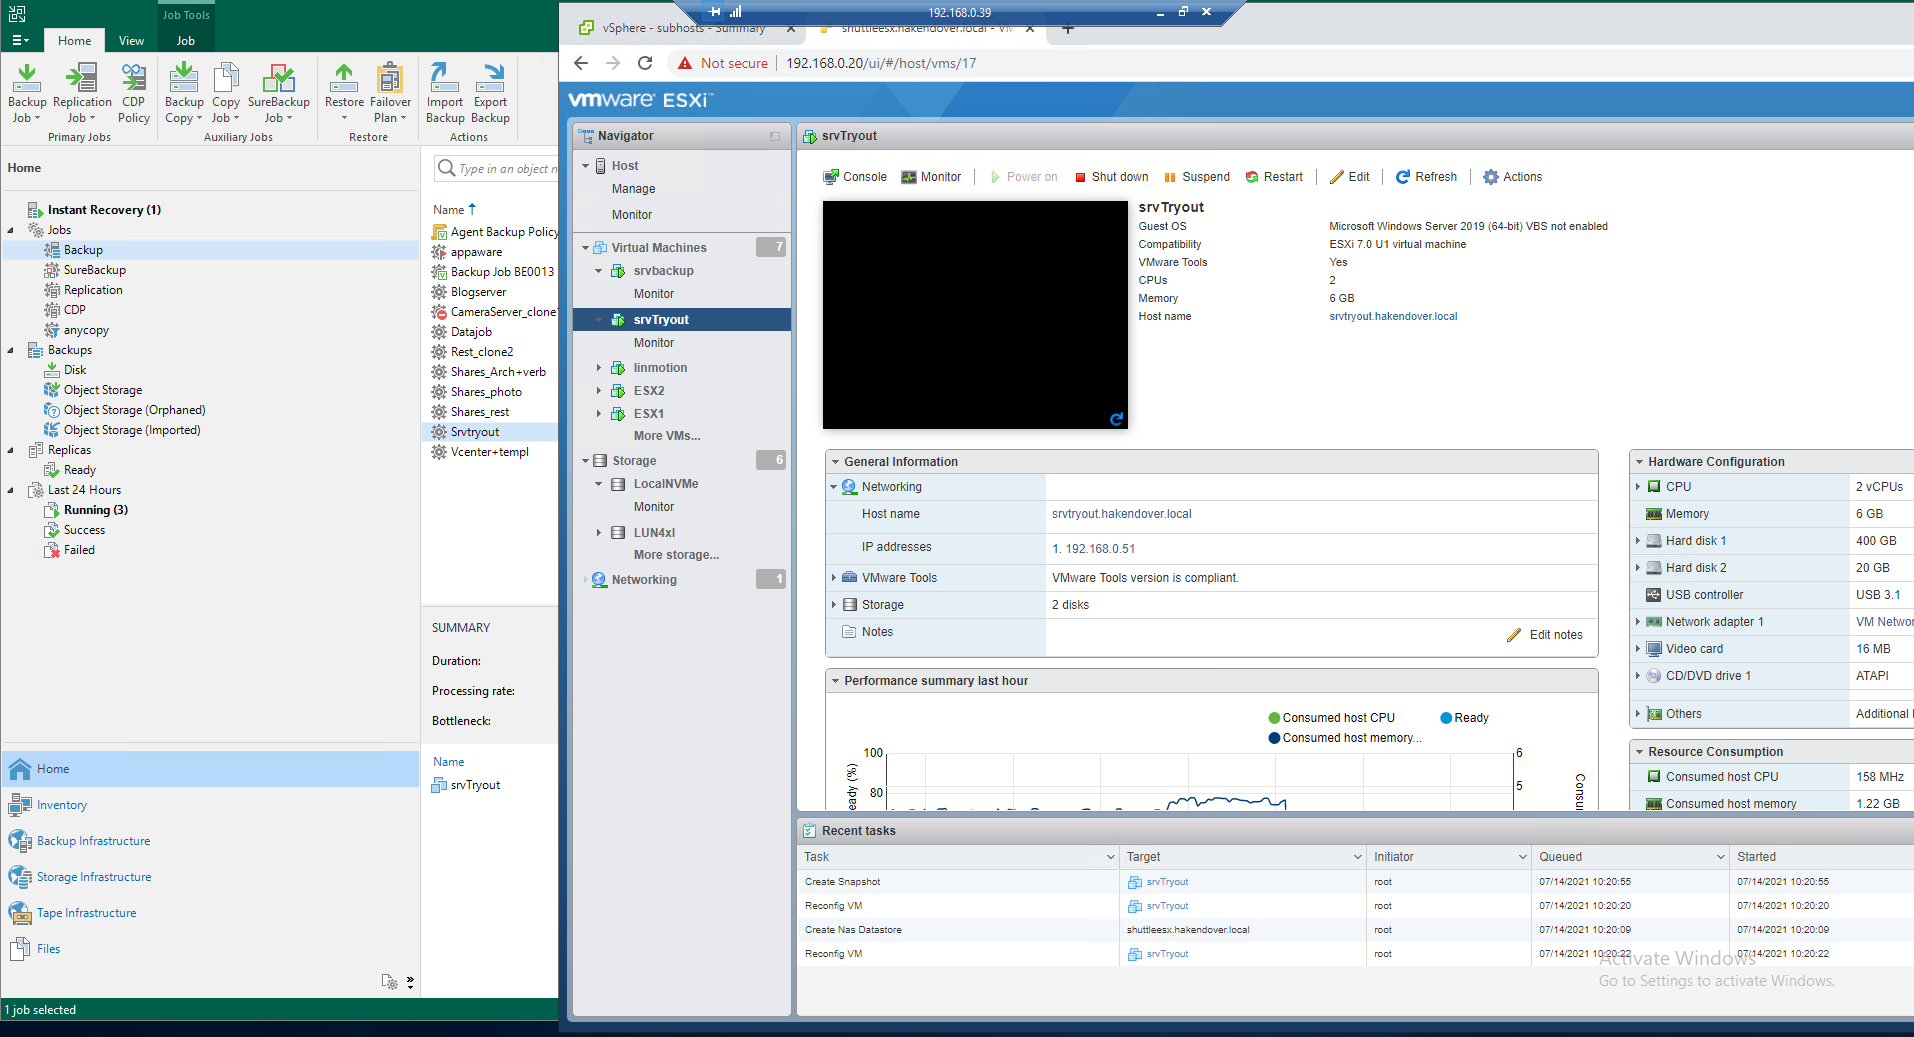 Job Tools
Home
View
Job
Backup
Job
Replication
Job
CDP
Policy
Primary Jobs
Backup
Copy
Copy
Job
SureBackup
Job
Auxiliary Jobs
Restore
Failover
Plan
Restore
Import
Backup
Export
Backup
Actions
Home
Instant Recovery (1)
Jobs
Backup
SureBackup
Replication
CDP
anycopy
Backups
Disk
Object Storage
Object Storage (Orphaned)
Object Storage (Imported)
Replicas
Ready
Last 24 Hours
Running (3)
Success
Failed
Home
Inventory
Backup Infrastructure
Storage Infrastructure
Tape Infrastructure
Files
1 job selected
Type in an object n
Name
Agent Backup Policy
appaware
Backup Job BE0013
Blogserver
CameraServer_clone
Datajob
Rest_clone2
Shares_Arch+verb
Shares_photo
Shares_rest
Srvtryout
Vcenter+templ
SUMMARY
Duration:
Processing rate:
Bottleneck:
Name
srvTryout
192.168.0.39
vSphere - subhosts - Summary
shuttleesx.hakendover.local - VM
Not secure
192.168.0.20/ui/#/host/vms/17
vmware ESXi™
Navigator
Host
Manage
Monitor
Virtual Machines 7
srvbackup
Monitor
srvTryout
Monitor
linmotion
ESX2
ESX1
More VMs...
Storage 6
LocalNVMe
Monitor
LUN4xl
More storage...
Networking 1
srvTryout
Console Monitor Power on Shut down Suspend Restart Edit Refresh Actions
srvTryout
Guest OS Microsoft Windows Server 2019 (64-bit) VBS not enabled
Compatibility ESXi 7.0 U1 virtual machine
VMware Tools Yes
CPUs 2
Memory 6 GB
Host name srvtryout.hakendover.local
General Information
Networking
Host name srvtryout.hakendover.local
IP addresses 1. 192.168.0.51
VMware Tools VMware Tools version is compliant.
Storage 2 disks
Notes Edit notes
Performance summary last hour
Consumed host CPU Ready
Consumed host memory...
100
80
eady (%)
6
5
Consu
Hardware Configuration
CPU 2 vCPUs
Memory 6 GB
Hard disk 1 400 GB
Hard disk 2 20 GB
USB controller USB 3.1
Network adapter 1 VM Networ
Video card 16 MB
CD/DVD drive 1 ATAPI
Others Additional
Resource Consumption
Consumed host CPU 158 MHz
Consumed host memory 1.22 GB
Recent tasks
Task Target Initiator Queued Started
Create Snapshot srvTryout root 07/14/2021 10:20:55 07/14/2021 10:20:55
Reconfig VM srvTryout root 07/14/2021 10:20:20 07/14/2021 10:20:20
Create Nas Datastore shuttleesx.hakendover.local root 07/14/2021 10:20:09 07/14/2021 10:20:09
Reconfig VM srvTryout root 07/14/2021 10:20:22 07/14/2021 10:20:22
Activate Windows
Go to Settings to activate Windows.